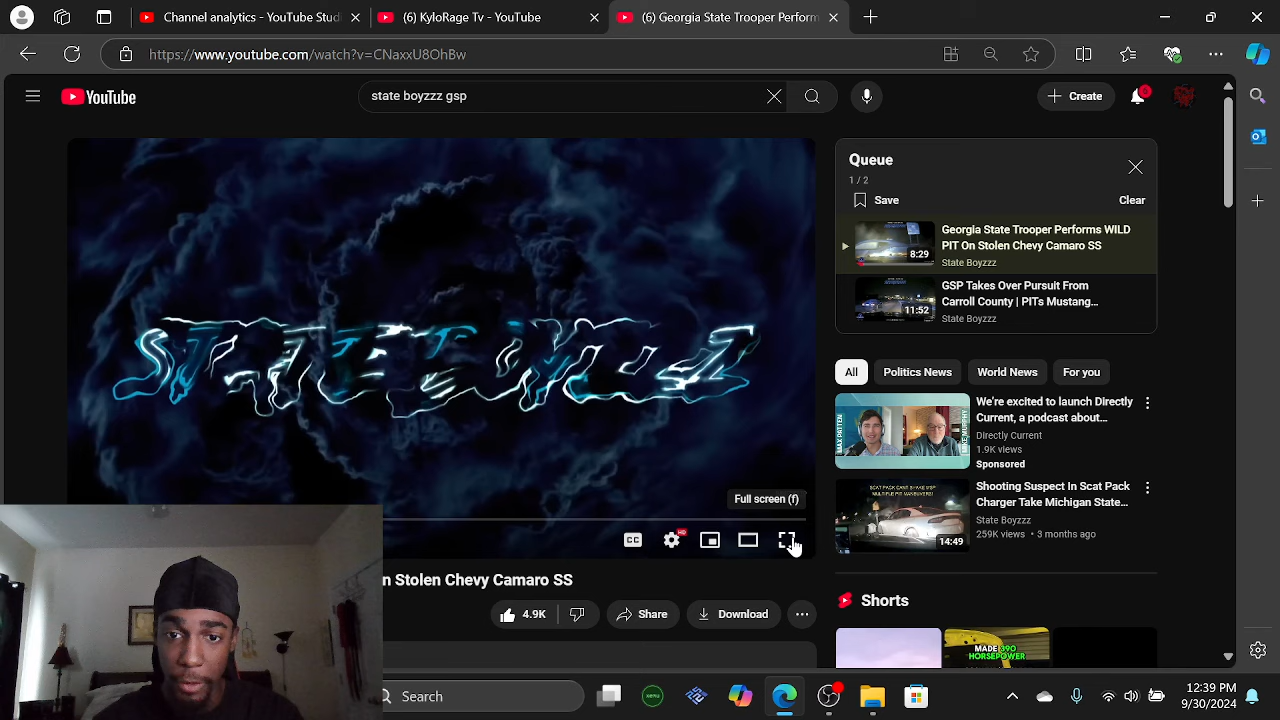 Channel analytics - YouTube Stud
(6) KyloRege Tv - YouTube
(6) Georgia State Trooper Perform
https://www.youtube.com/watch?v=CNaxxU8OhBw
YouTube
state boyzzz gsp
Create
Queue
1 / 2
Save
Clear
Georgia State Trooper Performs WILD
PIT On Stolen Chevy Camaro SS
State Boyzzz
8:29
GSP Takes Over Pursuit From
Carroll County | PITs Mustang...
State Boyzzz
11:52
All
Politics News
World News
For you
We're excited to launch Directly
Current, a podcast about...
Directly Current
1.9K views
Sponsored
Shooting Suspect In Scat Pack
Charger Take Michigan State...
State Boyzzz
259K views • 3 months ago
14:49
Full screen (f)
CC
HD
n Stolen Chevy Camaro SS
4.9K
Share
Download
Shorts
MADE 390
HORSEPOWER
Search
12:39 PM
9/30/2024